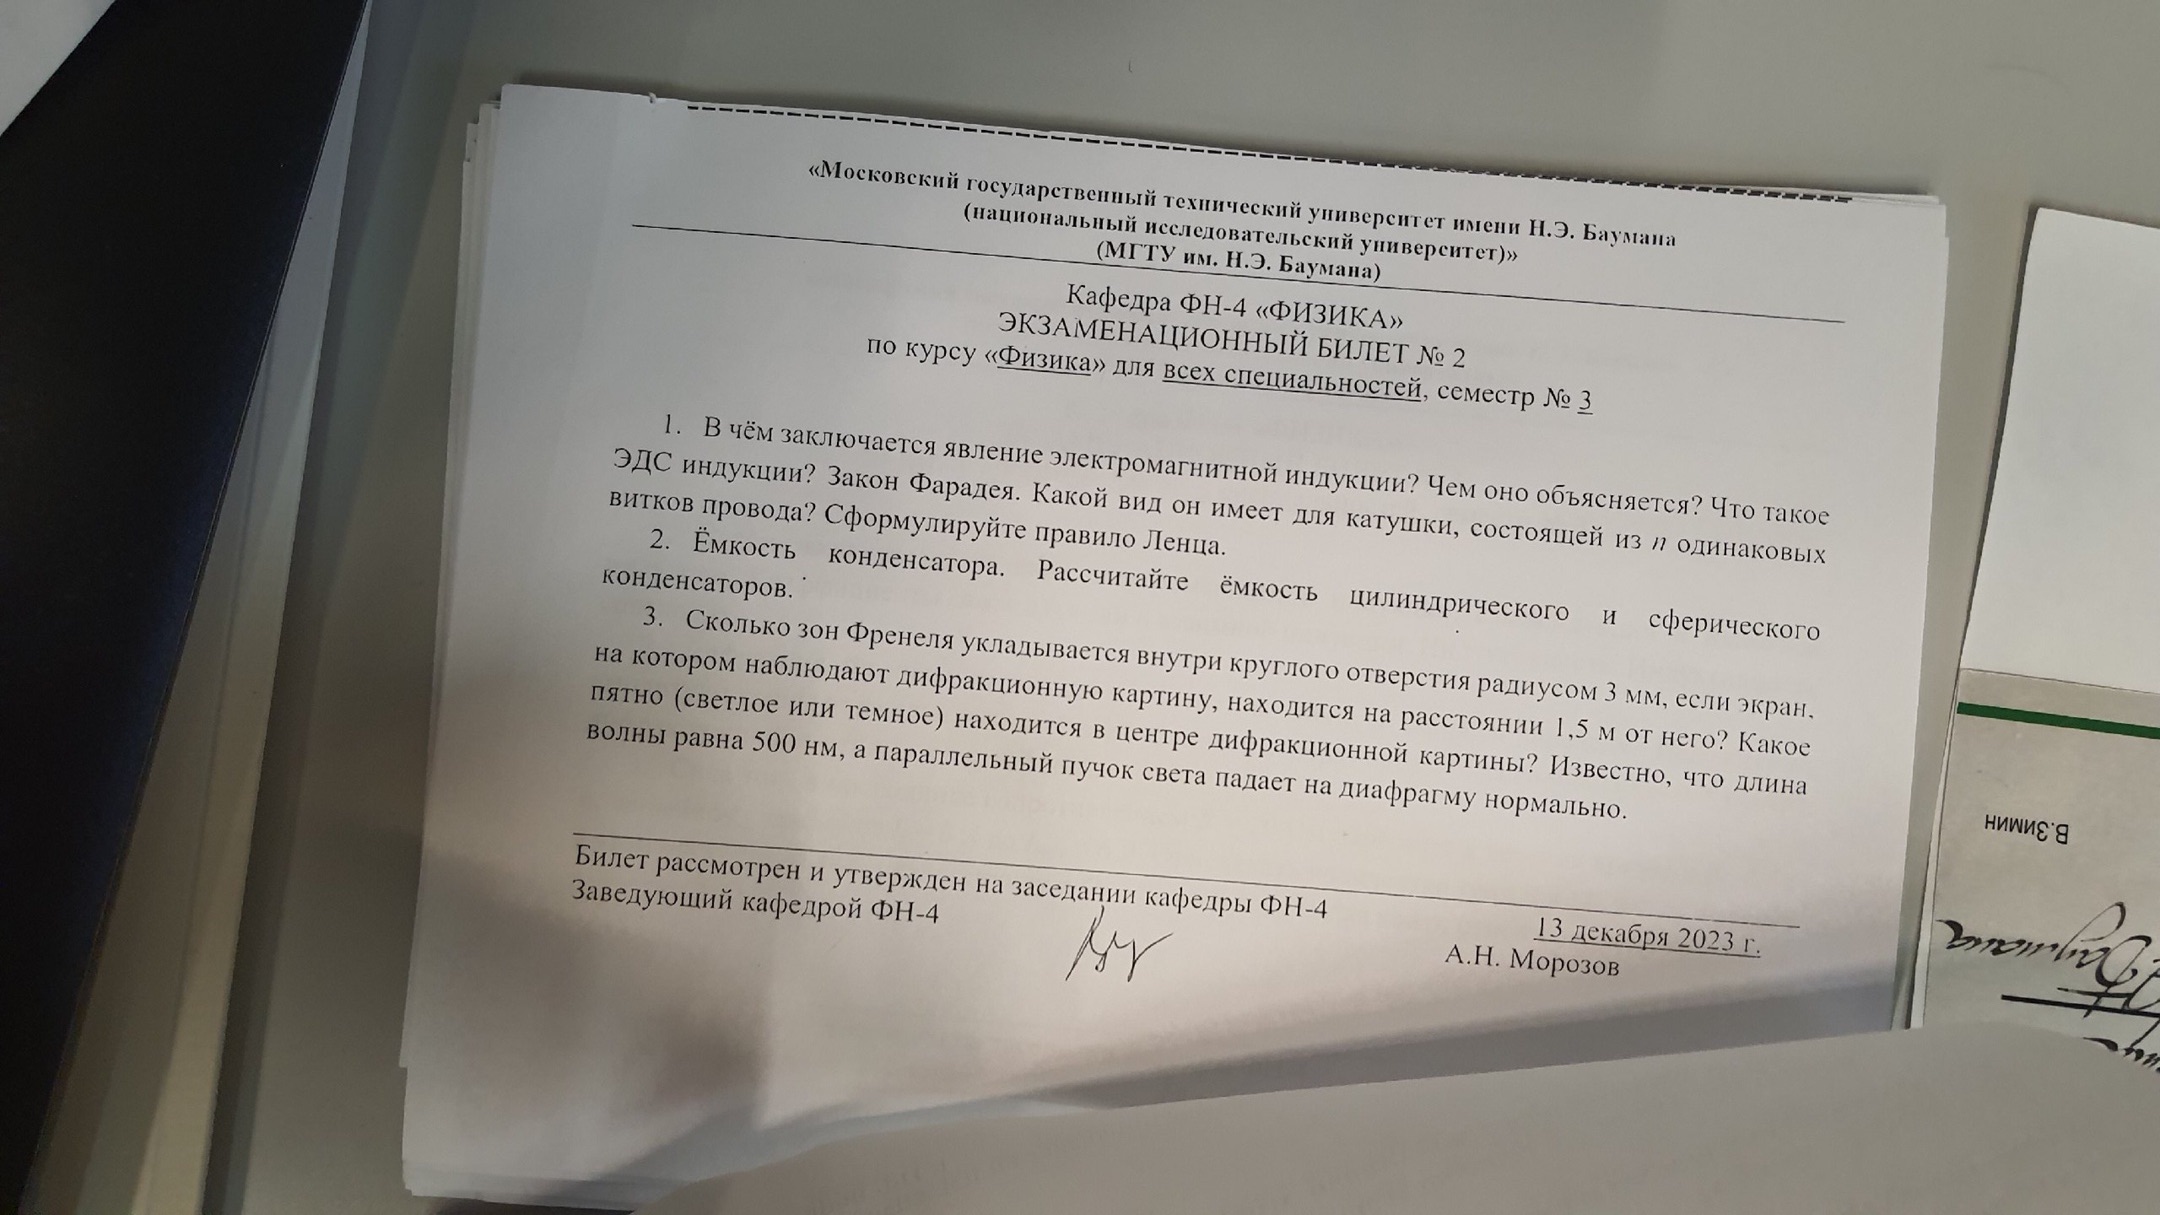 «Московский государственный технический университет имени Н.Э. Баумана
(национальный исследовательский университет)»
(МГТУ им. Н.Э. Баумана)
Кафедра ФН-4 «ФИЗИКА»
ЭКЗАМЕНАЦИОННЫЙ БИЛЕТ № 2
по курсу «Физика» для всех специальностей, семестр № 3
1. В чём заключается явление электромагнитной индукции? Чем оно объясняется? Что такое
ЭДС индукции? Закон Фарадея. Какой вид он имеет для катушки, состоящей из n одинаковых
витков провода? Сформулируйте правило Ленца.
2. Ёмкость конденсатора. Рассчитайте ёмкость цилиндрического и сферического
конденсаторов.
3. Сколько зон Френеля укладывается внутри круглого отверстия радиусом 3 мм, если экран,
на котором наблюдают дифракционную картину, находится на расстоянии 1,5 м от него? Какое
пятно (светлое или темное) находится в центре дифракционной картины? Известно, что длина
волны равна 500 нм, а параллельный пучок света падает на диафрагму нормально.
Билет рассмотрен и утвержден на заседании кафедры ФН-4
13 декабря 2023 г.
Заведующий кафедрой ФН-4
А.Н. Морозов
В.Зимин
Баумана